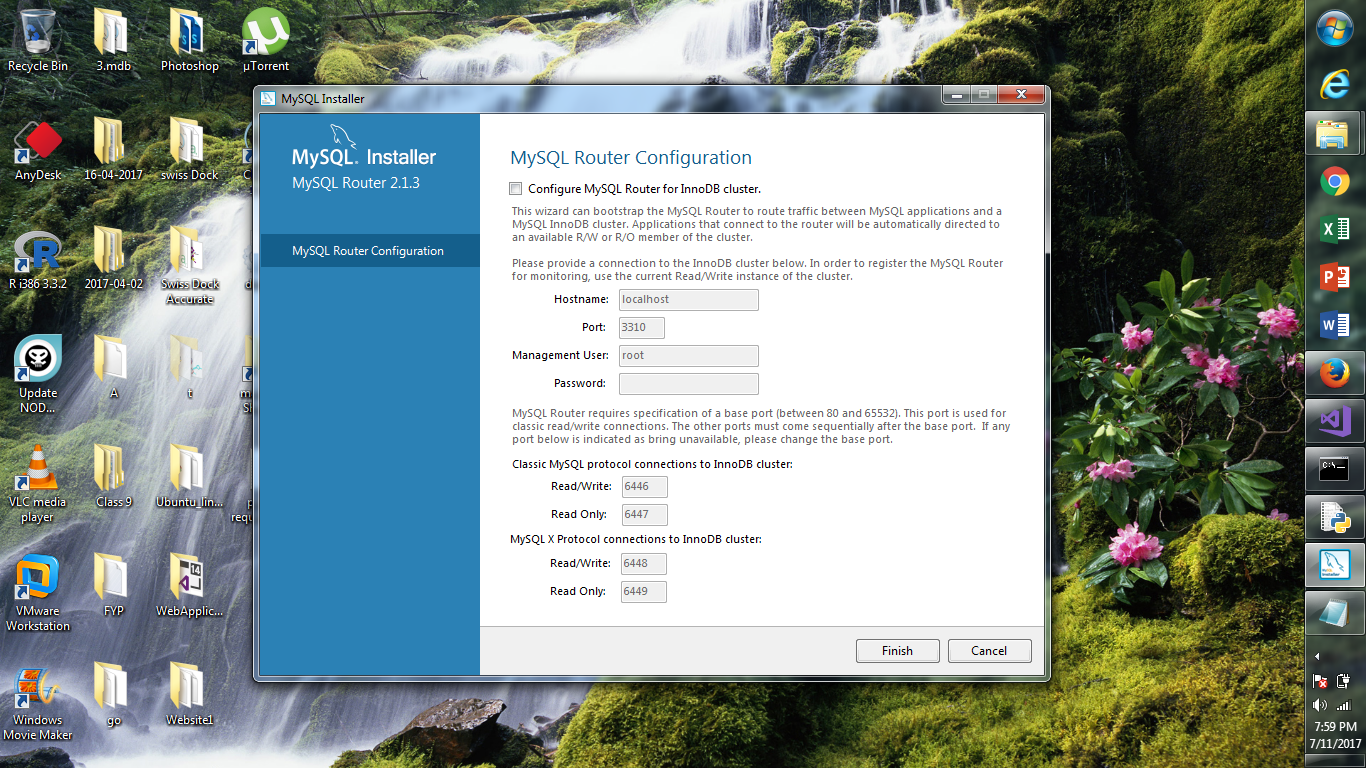 Recycle Bin
3.mdb
Photoshop
µTorrent
AnyDesk
16-04-2017
swiss Dock
R i386 3.3.2
2017-04-02
Swiss Dock
Accurate
Update
NOD...
A
t
VLC media
player
Class 9
Ubuntu_lin...
VMware
Workstation
FYP
WebApplic...
Windows
Movie Maker
go
Website1
MySQL Installer
MySQL. Installer
MySQL Router 2.1.3
MySQL Router Configuration
MySQL Router Configuration
Configure MySQL Router for InnoDB cluster.
This wizard can bootstrap the MySQL Router to route traffic between MySQL applications and a
MySQL InnoDB cluster. Applications that connect to the router will be automatically directed to
an available R/W or R/O member of the cluster.
Please provide a connection to the InnoDB cluster below. In order to register the MySQL Router
for monitoring, use the current Read/Write instance of the cluster.
Hostname: localhost
Port: 3310
Management User: root
Password:
MySQL Router requires specification of a base port (between 80 and 65532). This port is used for
classic read/write connections. The other ports must come sequentially after the base port. If any
port below is indicated as bring unavailable, please change the base port.
Classic MySQL protocol connections to InnoDB cluster:
Read/Write: 6446
Read Only: 6447
MySQL X Protocol connections to InnoDB cluster:
Read/Write: 6448
Read Only: 6449
Finish
Cancel
7:59 PM
7/11/2017